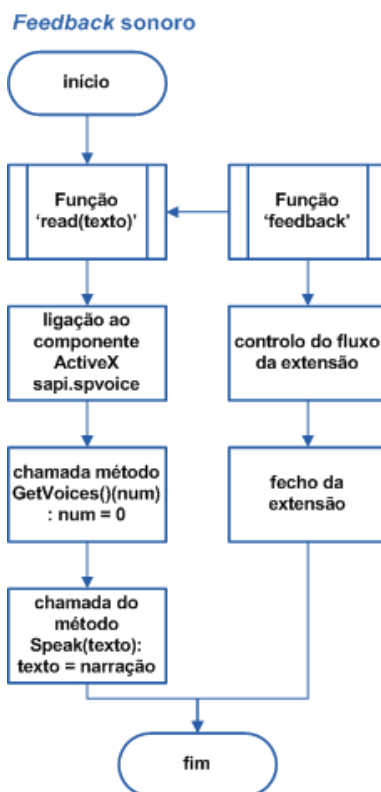 Feedback sonoro
início
Função
‘read(texto)’
Função
‘feedback’
ligação ao
componente
ActiveX
sapi.spvoice
controlo do fluxo
da extensão
chamada método
GetVoices()(num)
: num = 0
fecho da
extensão
chamada do
método
Speak(texto):
texto = narração
fim